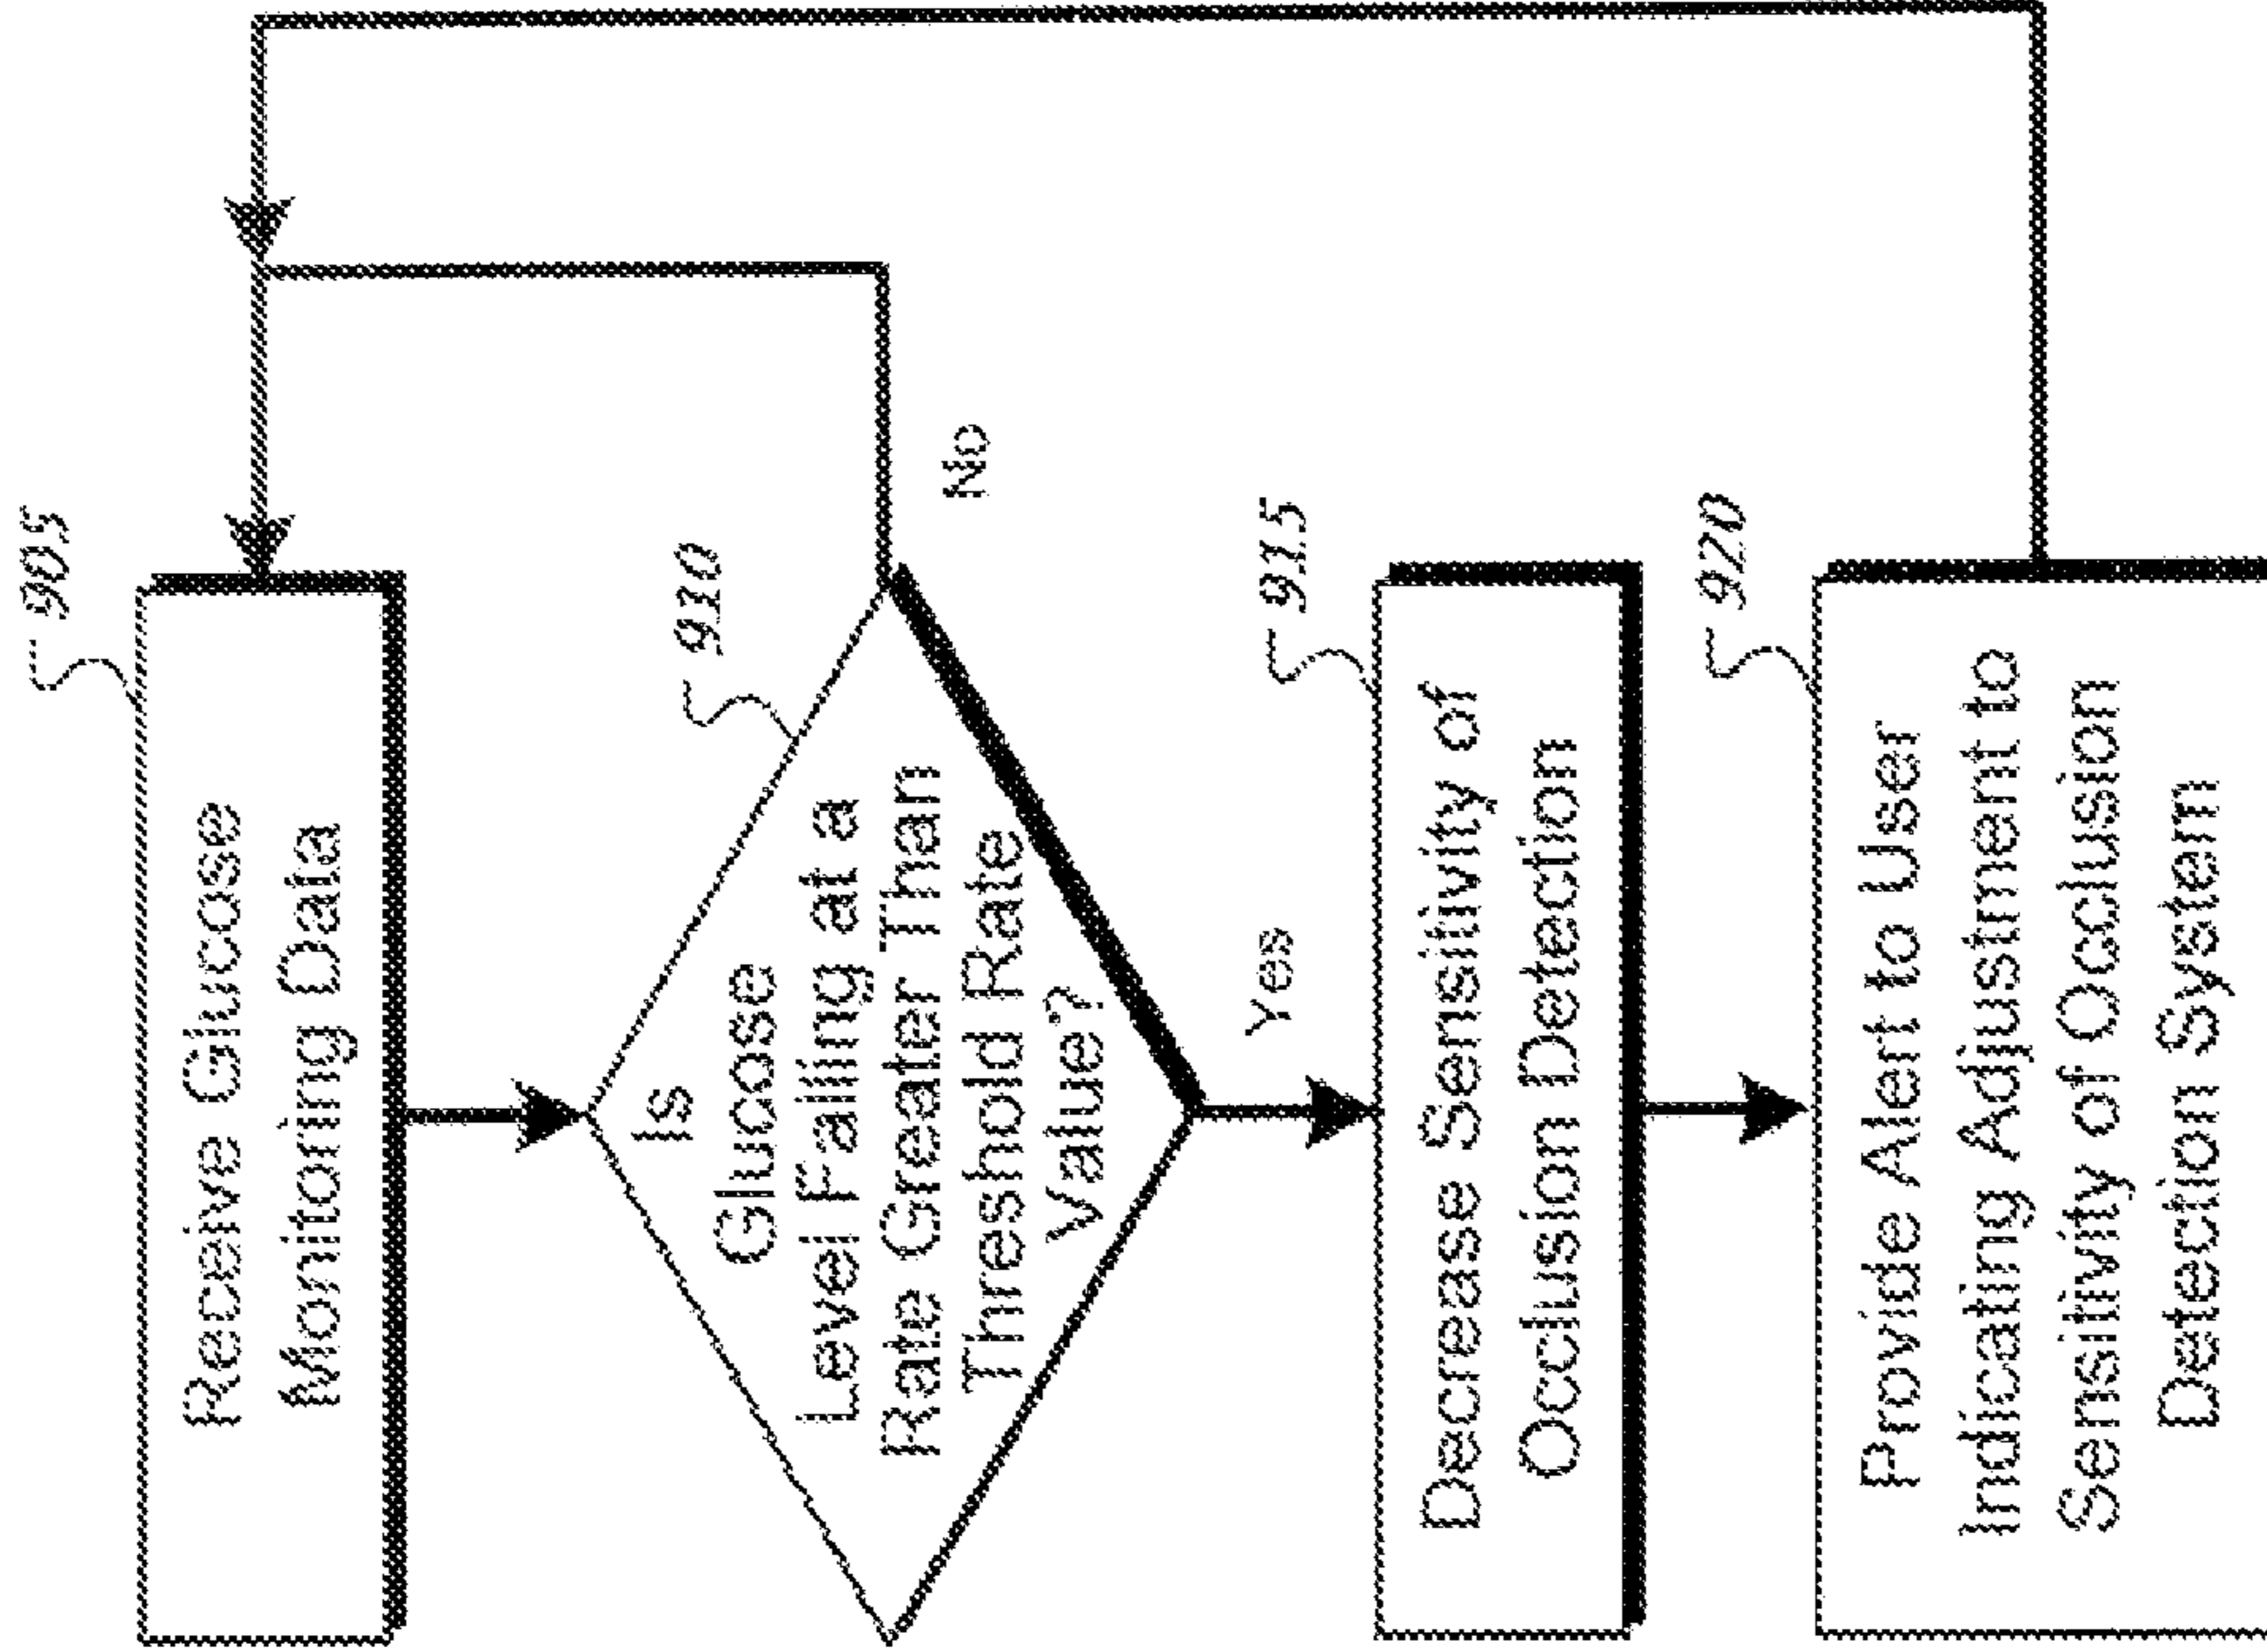 905
Receive Glucose
Monitoring Data
910
Is
Glucose
Level Falling at a
Rate Greater Than
Threshold Rate
Value?
No
Yes
915
Decrease Sensitivity of
Occlusion Detection
920
Provide Alert to User
Indicating Adjustment to
Sensitivity of Occlusion
Detection System